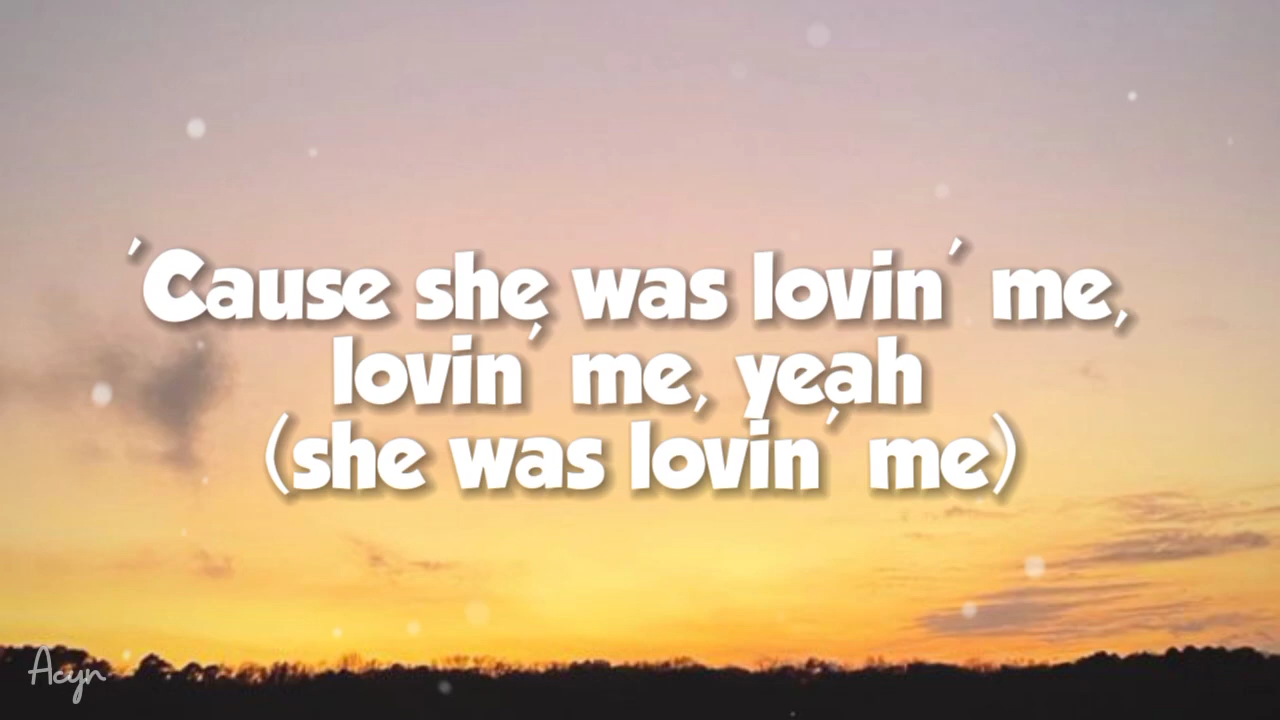 'Cause she was lovin' me,
lovin' me, yeah
(she was lovin' me)
Acyn